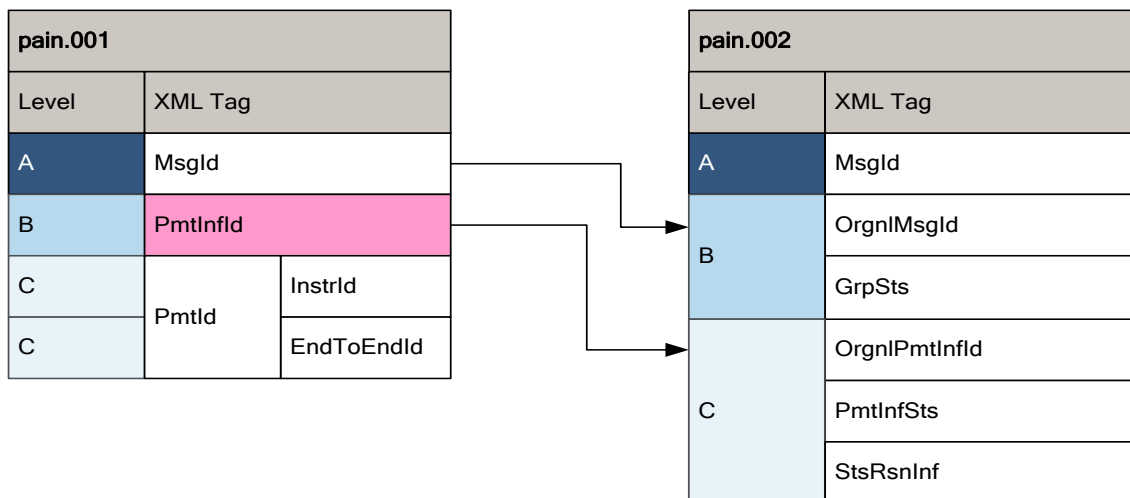 pain.001
Level XML Tag
A MsgId
B PmtInfId
C InstrId
PmtId
C EndToEndId
pain.002
Level XML Tag
A MsgId
B OrgnlMsgId
GrpSts
C OrgnlPmtInfId
PmtInfSts
StsRsnInf